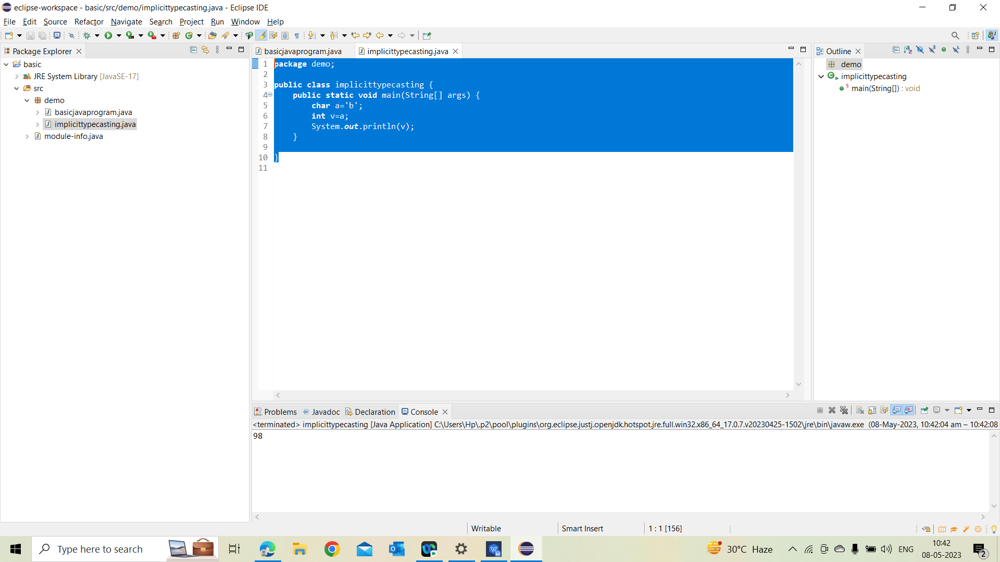 eclipse-workspace - basic/src/demo/implicittypecasting.java - Eclipse IDE
File Edit Source Refactor Navigate Search Project Run Window Help
Package Explorer
basic
JRE System Library [JavaSE-17]
src
demo
basicjavaprogram.java
implicittypecasting.java
module-info.java
basicjavaprogram.java implicittypecasting.java
1 package demo;
2
3 public class implicittypecasting {
4 public static void main(String[] args) {
5 char a='b';
6 int v=a;
7 System.out.println(v);
8 }
9
10 }
11
Outline
demo
implicittypecasting
main(String[]) : void
Problems Javadoc Declaration Console
<terminated> implicittypecasting [Java Application] C:\Users\Hp\.p2\pool\plugins\org.eclipse.justj.openjdk.hotspot.jre.full.win32.x86_64_17.0.7.v20230425-1502\jre\bin\javaw.exe (08-May-2023, 10:42:04 am – 10:42:08
98
Writable Smart Insert 1 : 1 [156]
Type here to search
30°C Haze
ENG
10:42
08-05-2023
2